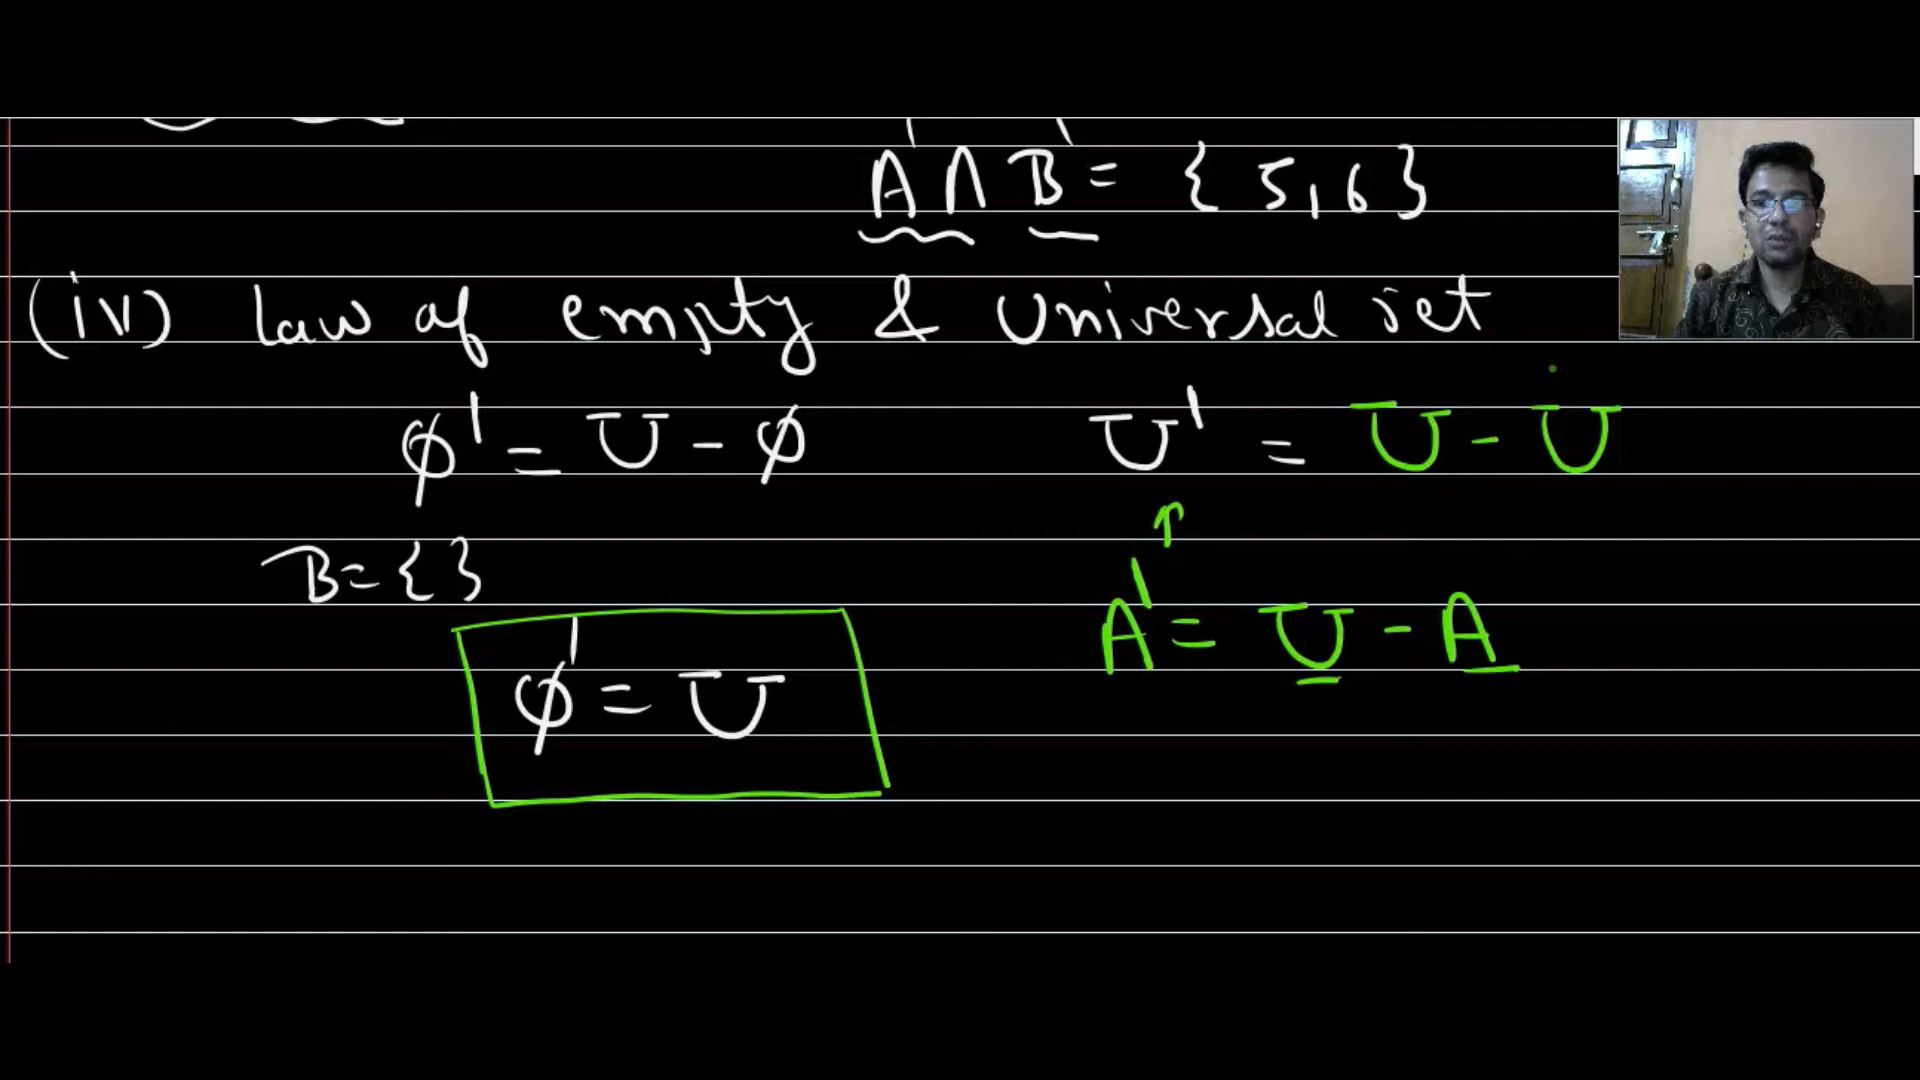 A' ∩ B' = { 5, 6 }
(iv) Law of empty & Universal set
φ' = U - φ
U' = U - U
B = { }
A' = U - A
φ' = U